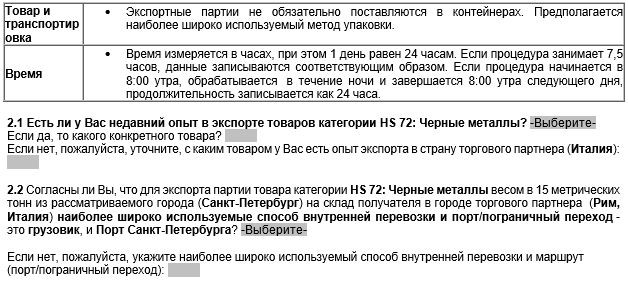 Товар и
транспортир
овка
• Экспортные партии не обязательно поставляются в контейнерах. Предполагается
наиболее широко используемый метод упаковки.
Время
• Время измеряется в часах, при этом 1 день равен 24 часам. Если процедура занимает 7,5
часов, данные записываются соответствующим образом. Если процедура начинается в
8:00 утра, обрабатывается в течение ночи и завершается 8:00 утра следующего дня,
продолжительность записывается как 24 часа.
2.1 Есть ли у Вас недавний опыт в экспорте товаров категории HS 72: Черные металлы? -Выберите-
Если да, то какого конкретного товара?
Если нет, пожалуйста, уточните, с каким товаром у Вас есть опыт экспорта в страну торгового партнера (Италия):
2.2 Согласны ли Вы, что для экспорта партии товара категории HS 72: Черные металлы весом в 15 метрических
тонн из рассматриваемого города (Санкт-Петербург) на склад получателя в городе торгового партнера (Рим,
Италия) наиболее широко используемые способ внутренней перевозки и порт/пограничный переход -
это грузовик, и Порт Санкт-Петербурга? -Выберите-
Если нет, пожалуйста, укажите наиболее широко используемый способ внутренней перевозки и маршрут
(порт/пограничный переход):